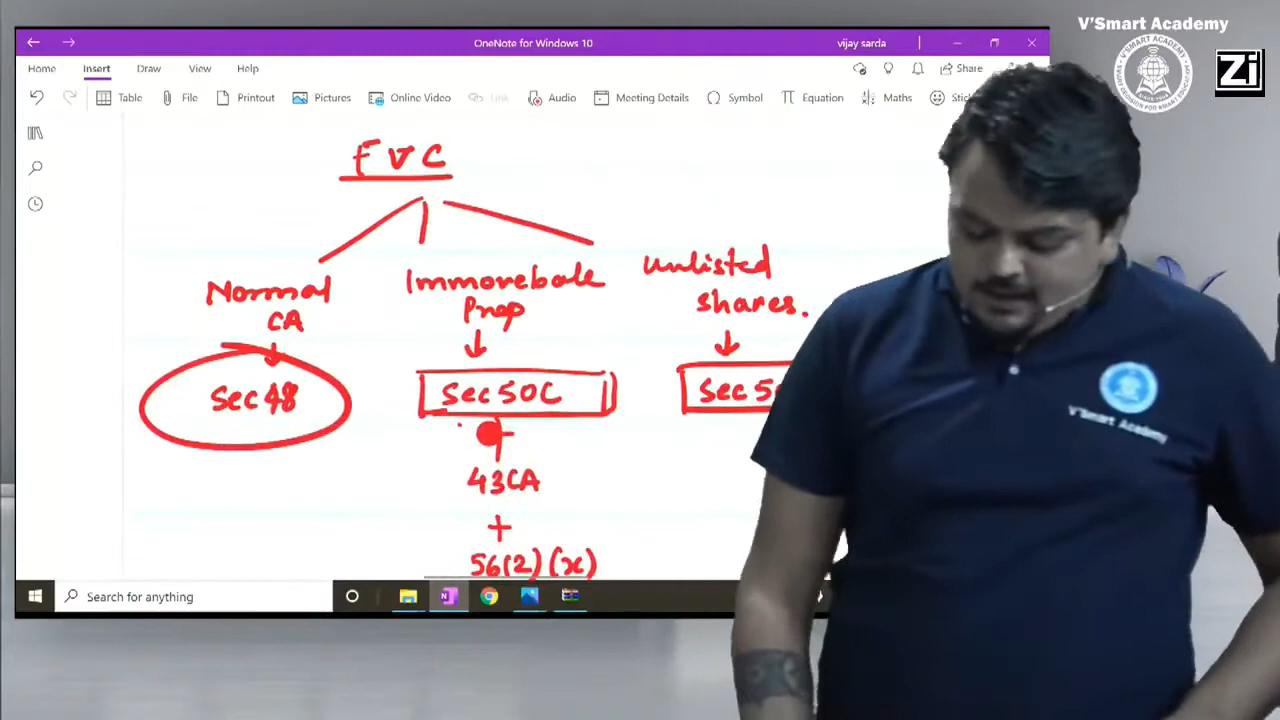 V'Smart Academy
OneNote for Windows 10
vijay sarda
Home Insert Draw View Help
Share
Table File Printout Pictures Online Video Link Audio Meeting Details Symbol Equation Maths
Zi
FVC
Normal CA
Immovebale Prop
Unlisted Shares.
Sec 48
Sec 50C
+
43CA
+
56(2)(x)
V'Smart Academy
Search for anything